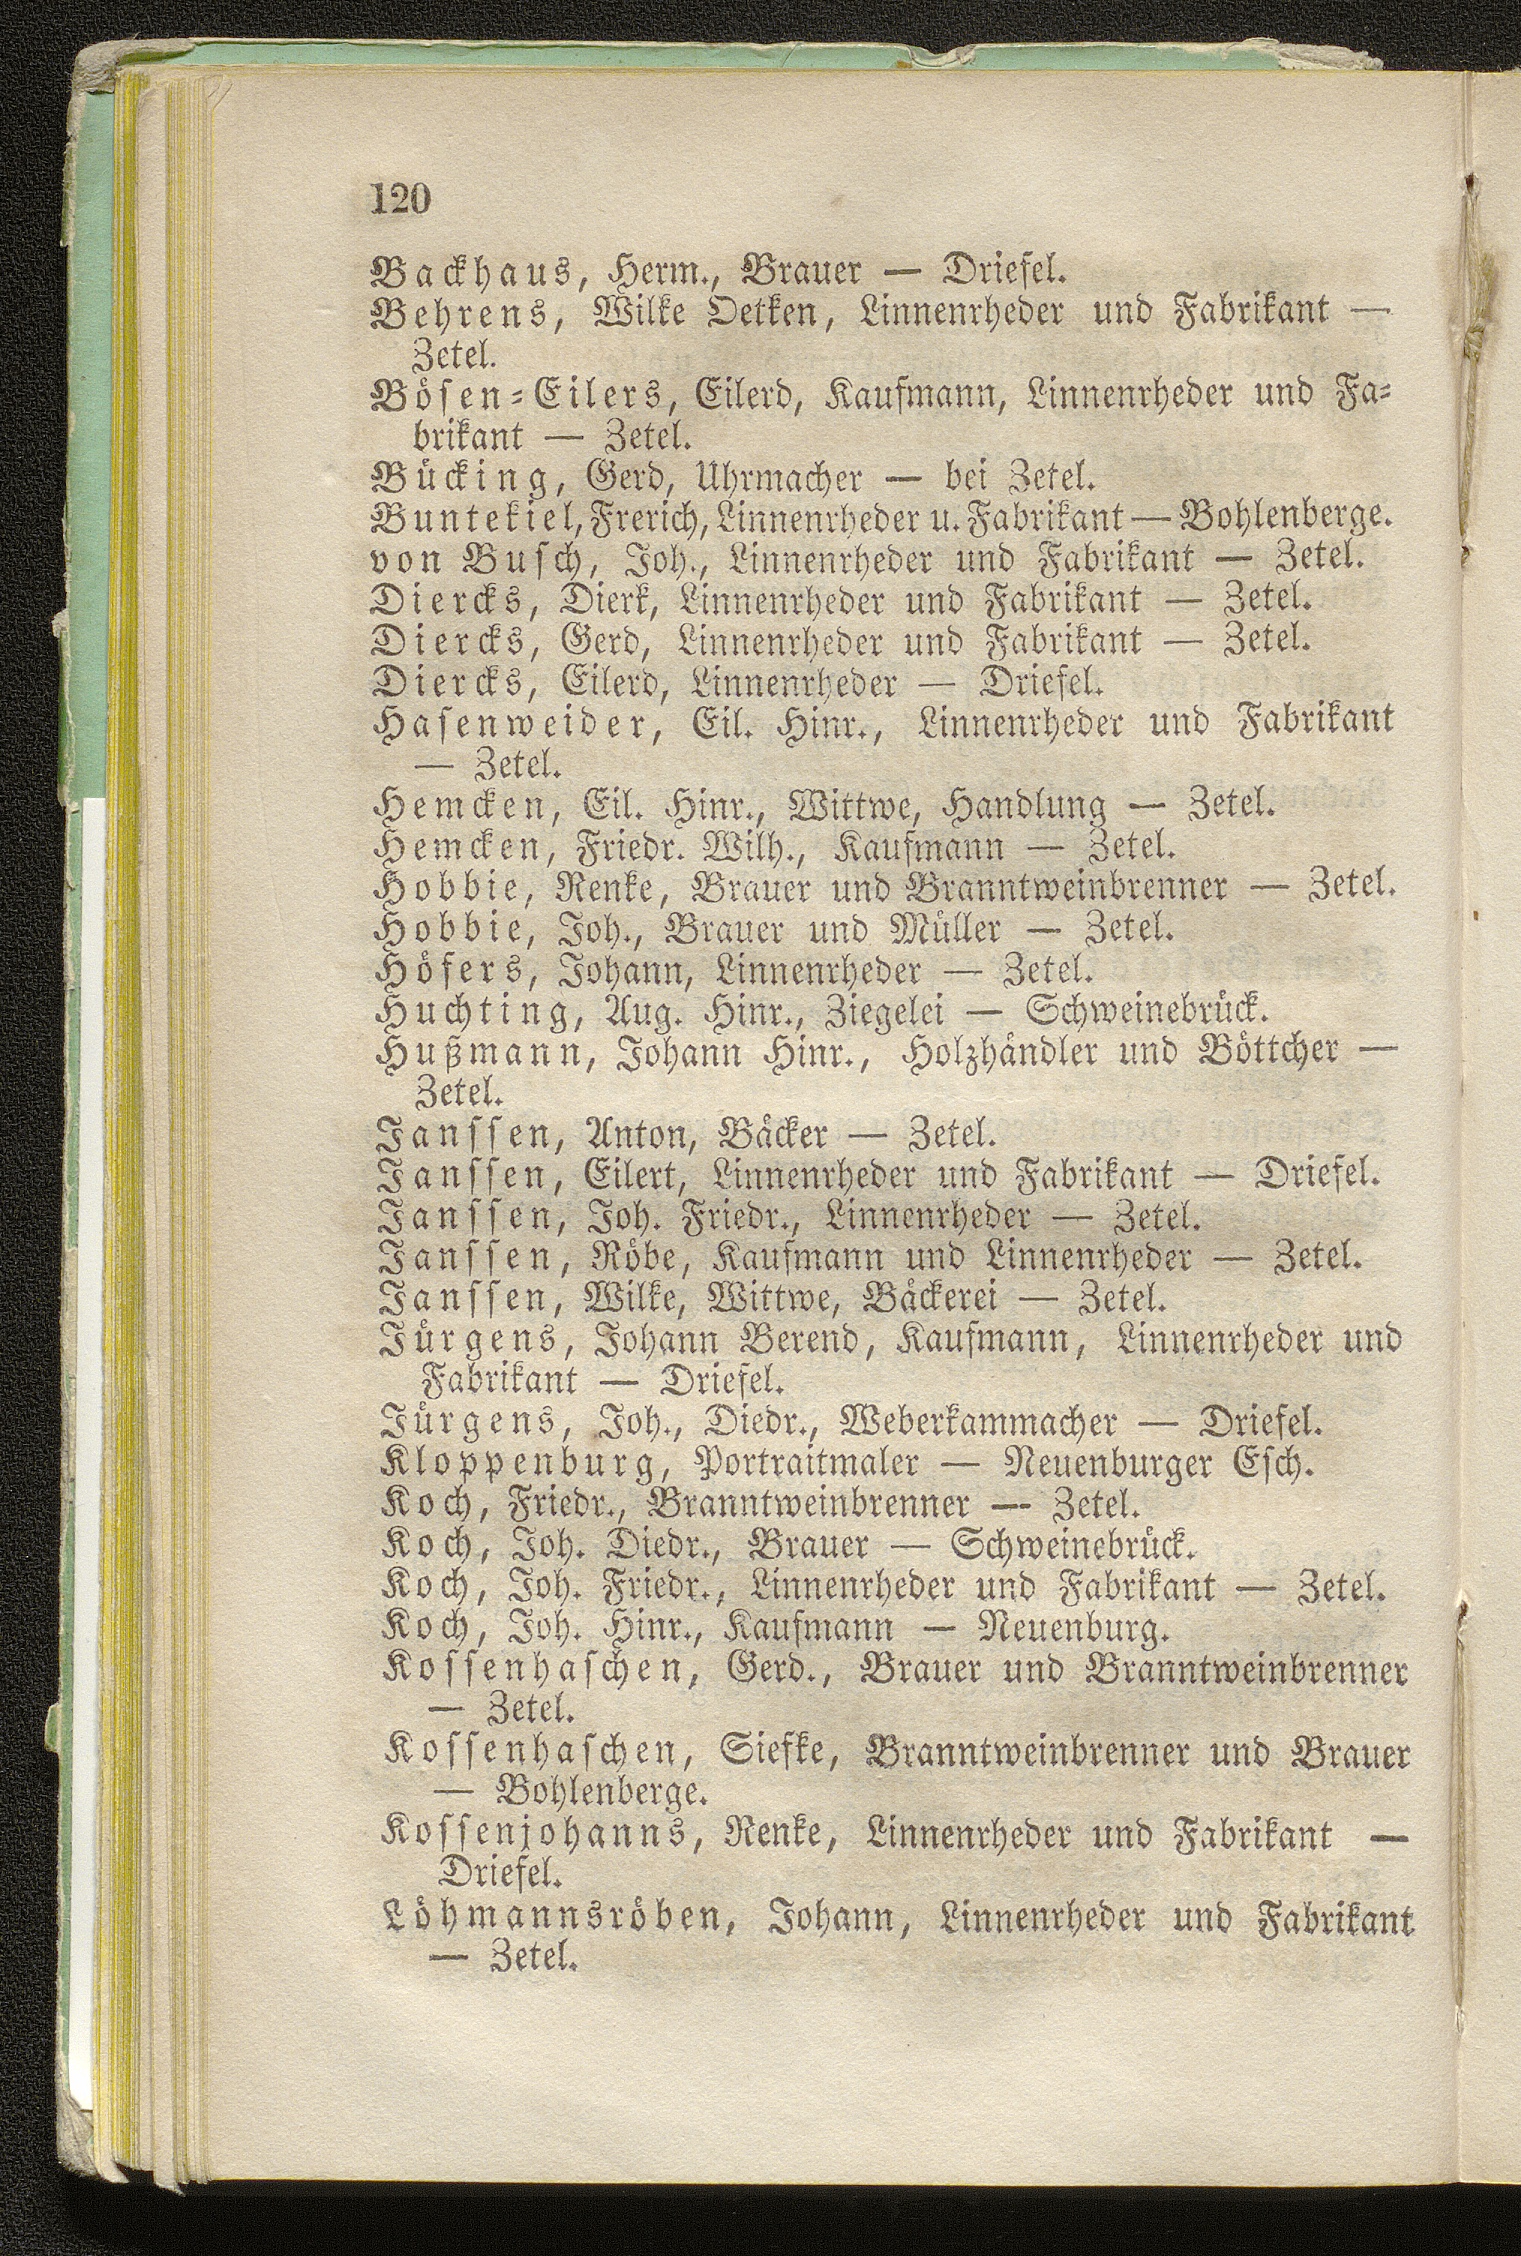 120
Backhaus, Herm., Brauer — Driefel.
Behrens, Wilke Oetken, Linnenrheder und Fabrikant —
Zetel.
Bösen-Eilers, Eilerd, Kaufmann, Linnenrheder und Fa-
brikant — Zetel.
Bücking, Gerd, Uhrmacher — bei Zetel.
Buntekiel, Frerich, Linnenrheder u. Fabrikant — Bohlenberge.
von Busch, Joh., Linnenrheder und Fabrikant — Zetel.
Diercks, Dierk, Linnenrheder und Fabrikant — Zetel.
Diercks, Gerd, Linnenrheder und Fabrikant — Zetel.
Diercks, Eilerd, Linnenrheder — Driefel.
Hasenweider, Eil. Hinr., Linnenrheder und Fabrikant
— Zetel.
Hemcken, Eil. Hinr., Wittwe, Handlung — Zetel.
Hemcken, Friedr. Wilh., Kaufmann — Zetel.
Hobbie, Renke, Brauer und Branntweinbrenner — Zetel.
Hobbie, Joh., Brauer und Müller — Zetel.
Höfers, Johann, Linnenrheder — Zetel.
Huchting, Aug. Hinr., Ziegelei — Schweinebrück.
Hußmann, Johann Hinr., Holzhändler und Böttcher —
Zetel.
Janssen, Anton, Bäcker — Zetel.
Janssen, Eilert, Linnenrheder und Fabrikant — Driefel.
Janssen, Joh. Friedr., Linnenrheder — Zetel.
Janssen, Röbe, Kaufmann und Linnenrheder — Zetel.
Janssen, Wilke, Wittwe, Bäckerei — Zetel.
Jürgens, Johann Berend, Kaufmann, Linnenrheder und
Fabrikant — Driefel.
Jürgens, Joh., Diedr., Weberkammacher — Driefel.
Kloppenburg, Portraitmaler — Neuenburger Esch.
Koch, Friedr., Branntweinbrenner — Zetel.
Koch, Joh. Diedr., Brauer — Schweinebrück.
Koch, Joh. Friedr., Linnenrheder und Fabrikant — Zetel.
Koch, Joh. Hinr., Kaufmann — Neuenburg.
Kossenhaschen, Gerd., Brauer und Branntweinbrenner
— Zetel.
Kossenhaschen, Siefke, Branntweinbrenner und Brauer
— Bohlenberge.
Kossenjohanns, Renke, Linnenrheder und Fabrikant —
Driefel.
Löhmannsröben, Johann, Linnenrheder und Fabrikant
— Zetel.